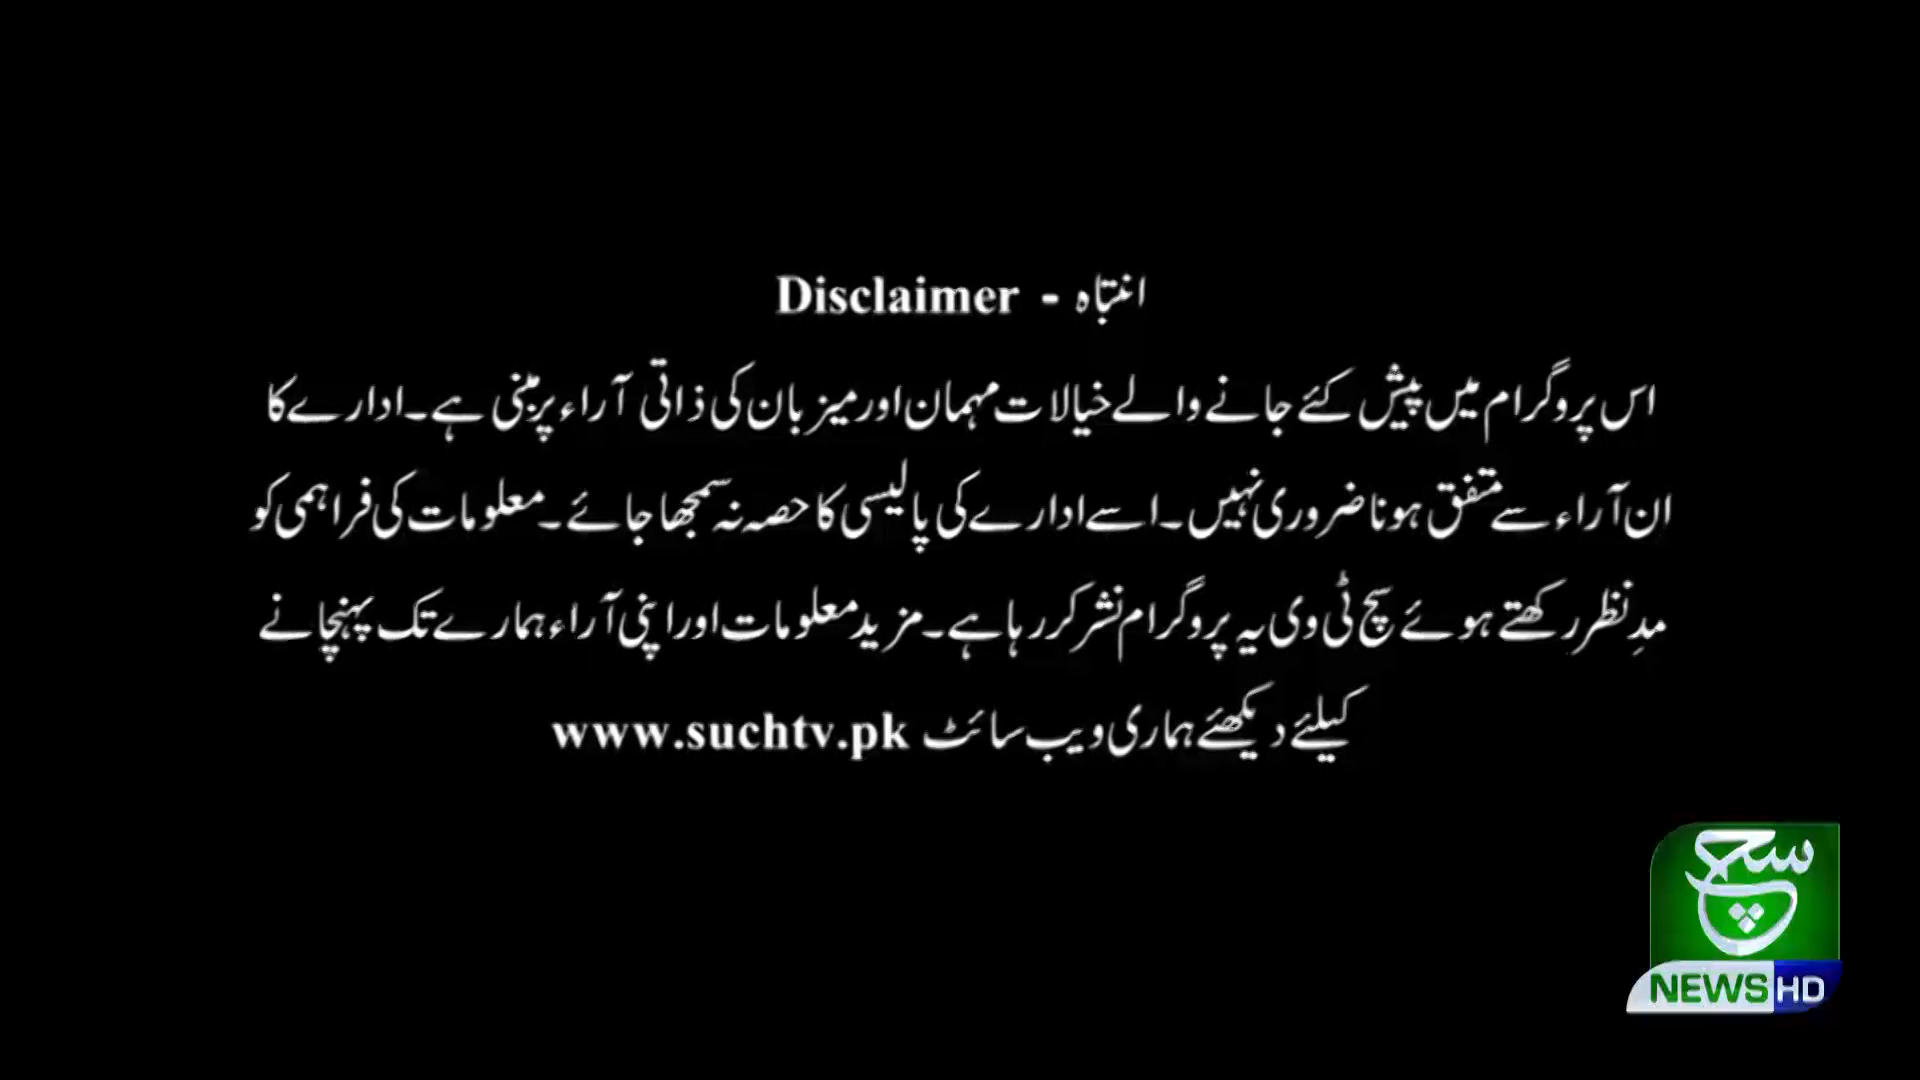 انتباہ - Disclaimer
اس پروگرام میں پیش کئے جانے والے خیالات مہمان اور میزبان کی ذاتی آراء پر مبنی ہے۔ ادارے کا
ان آراء سے متفق ہونا ضروری نہیں۔ اسے ادارے کی پالیسی کا حصہ نہ سمجھا جائے۔ معلومات کی فراہمی کو
مدِنظر رکھتے ہوئے سچ ٹی وی یہ پروگرام نشر کر رہا ہے۔ مزید معلومات اور اپنی آراء ہمارے تک پہنچانے
کیلئے دیکھئے ہماری ویب سائٹ www.suchtv.pk
سچ
NEWS HD